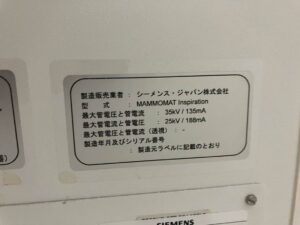 製造販売業者 : シーメンス・ジャパン株式会社
型 式 : MAMMOMAT Inspiration
最大管電圧と管電流 : 35kV / 135mA
最大管電流と管電圧 : 25kV / 188mA
最大管電圧と管電流 (透視) : -
製造年月及びシリアル番号
: 製造元ラベルに記載のとおり
SIEMENS